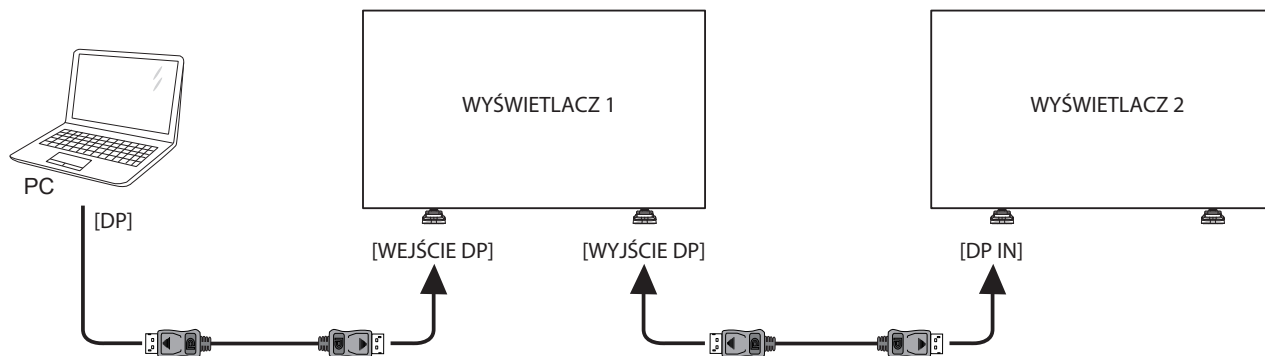 WYŚWIETLACZ 1
WYŚWIETLACZ 2
PC
[DP]
[WEJŚCIE DP]
[WYJŚCIE DP]
[DP IN]